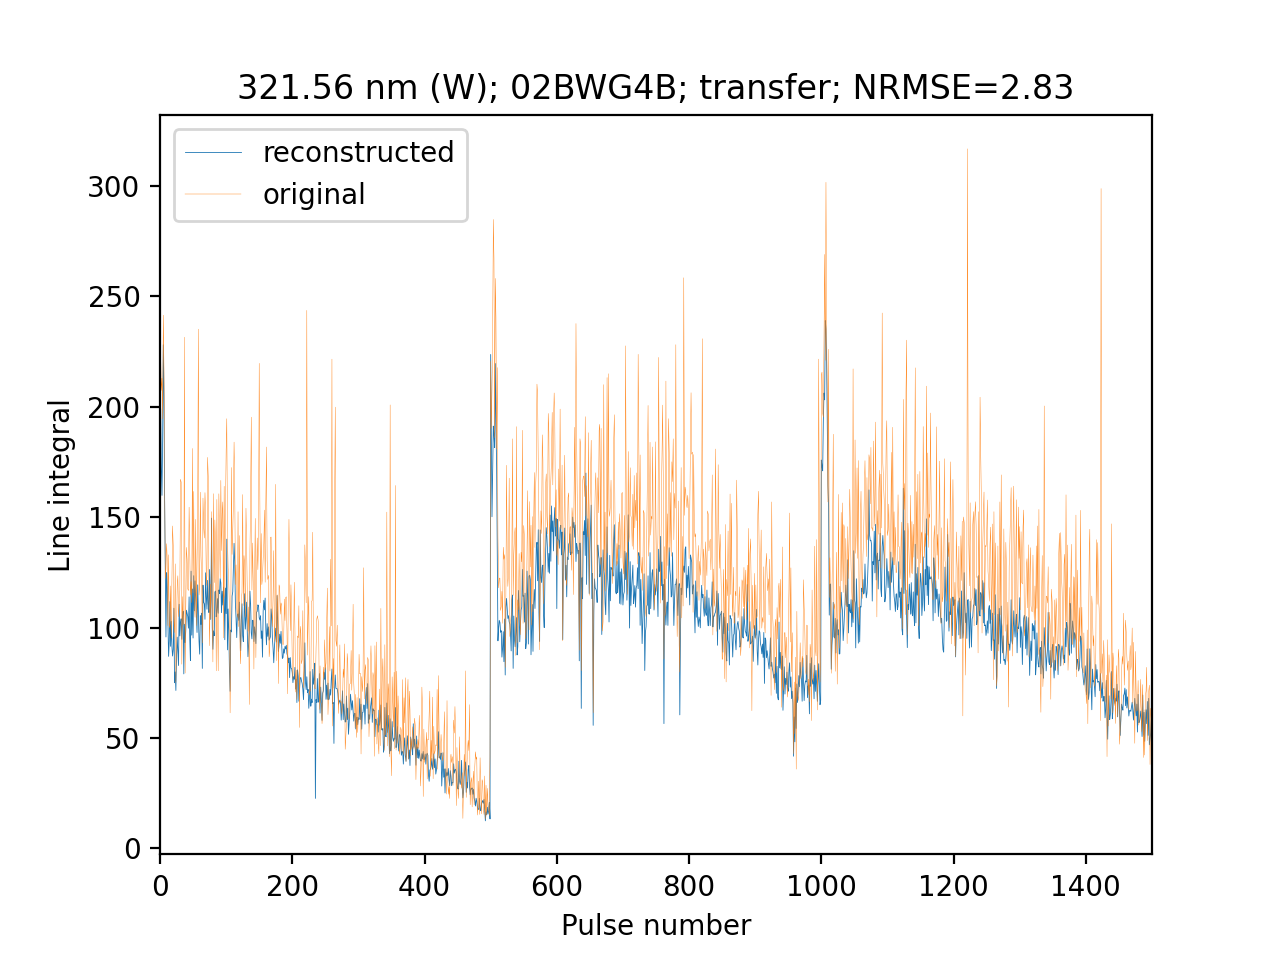 321.56 nm (W); 02BWG4B; transfer; NRMSE=2.83
reconstructed
original
Line integral
300
250
200
150
100
50
0
0 200 400 600 800 1000 1200 1400
Pulse number